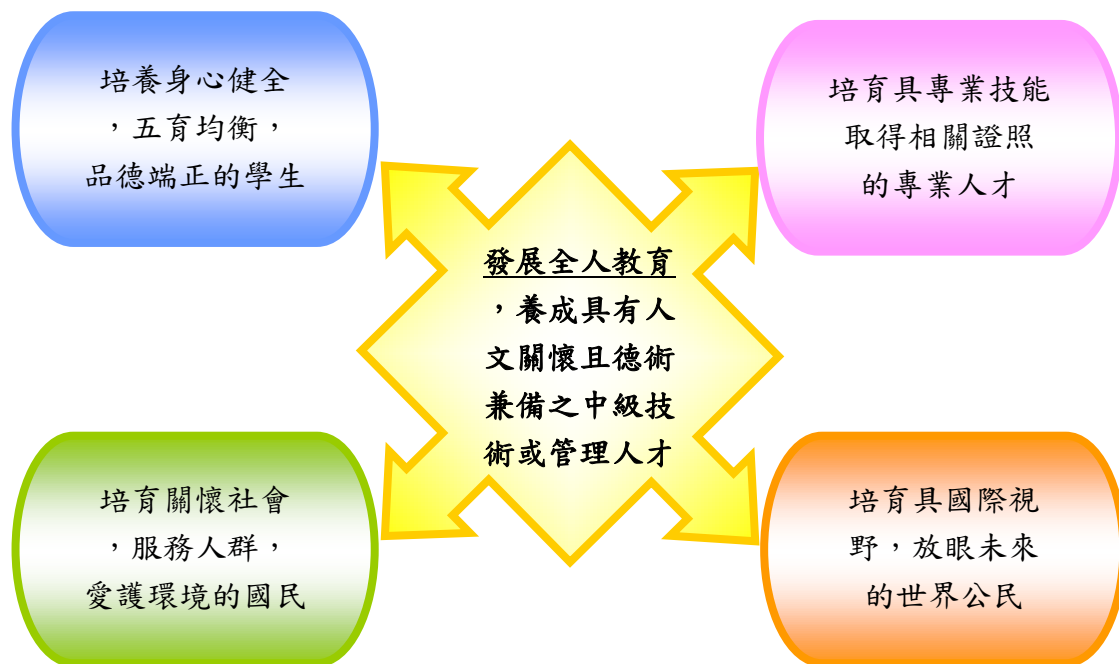 培養身心健全
，五育均衡，
品德端正的學生
培育具專業技能
取得相關證照
的專業人才
發展全人教育
，養成具有人
文關懷且德術
兼備之中級技
術或管理人才
培育關懷社會
，服務人群，
愛護環境的國民
培育具國際視
野，放眼未來
的世界公民